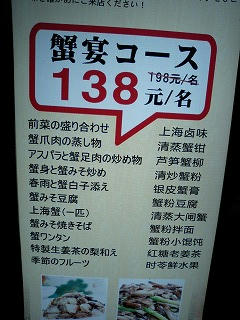 蟹宴コース
138元/名
198元/名
前菜の盛り合わせ
蟹爪肉の蒸し物
アスパラと蟹足肉の炒め物
蟹身と蟹みそ炒め
春雨と蟹白子添え
蟹みそ豆腐
上海蟹(一匹)
蟹みそ焼きそば
蟹ワンタン
特製生姜茶の梨和え
季節のフルーツ
上海卤味
清蒸蟹钳
芦笋蟹柳
清炒蟹粉
银皮蟹膏
蟹粉豆腐
清蒸大闸蟹
蟹粉拌面
蟹粉小馄饨
红糖老姜茶
时令鲜水果